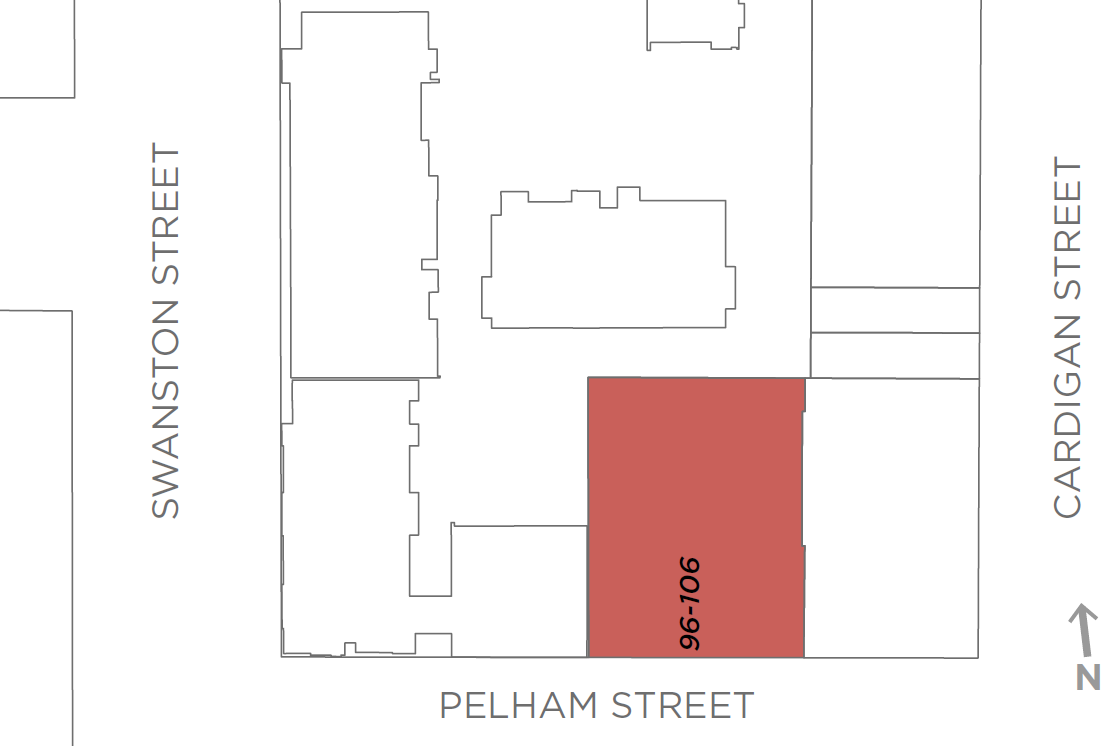 SWANSTON STREET
CARDIGAN STREET
96-106
N
PELHAM STREET